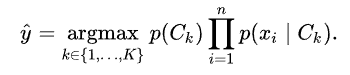 ŷ = argmax_{k∈{1,…,K}} p(C_k) ∏_{i=1}^{n} p(x_i | C_k).